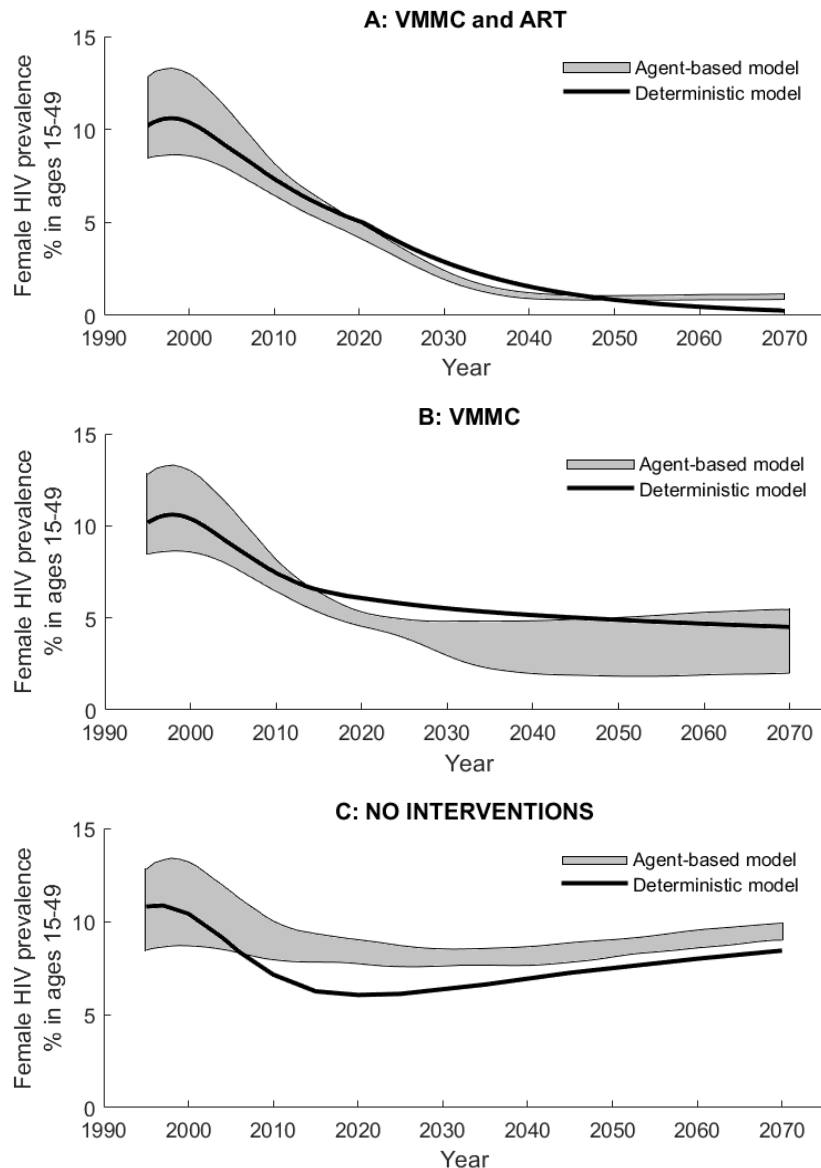 A: VMMC and ART
15
10
5
0
Female HIV prevalence
% in ages 15-49
Agent-based model
Deterministic model
1990 2000 2010 2020 2030 2040 2050 2060 2070
Year
B: VMMC
15
10
5
0
Female HIV prevalence
% in ages 15-49
Agent-based model
Deterministic model
1990 2000 2010 2020 2030 2040 2050 2060 2070
Year
C: NO INTERVENTIONS
15
10
5
0
Female HIV prevalence
% in ages 15-49
Agent-based model
Deterministic model
1990 2000 2010 2020 2030 2040 2050 2060 2070
Year